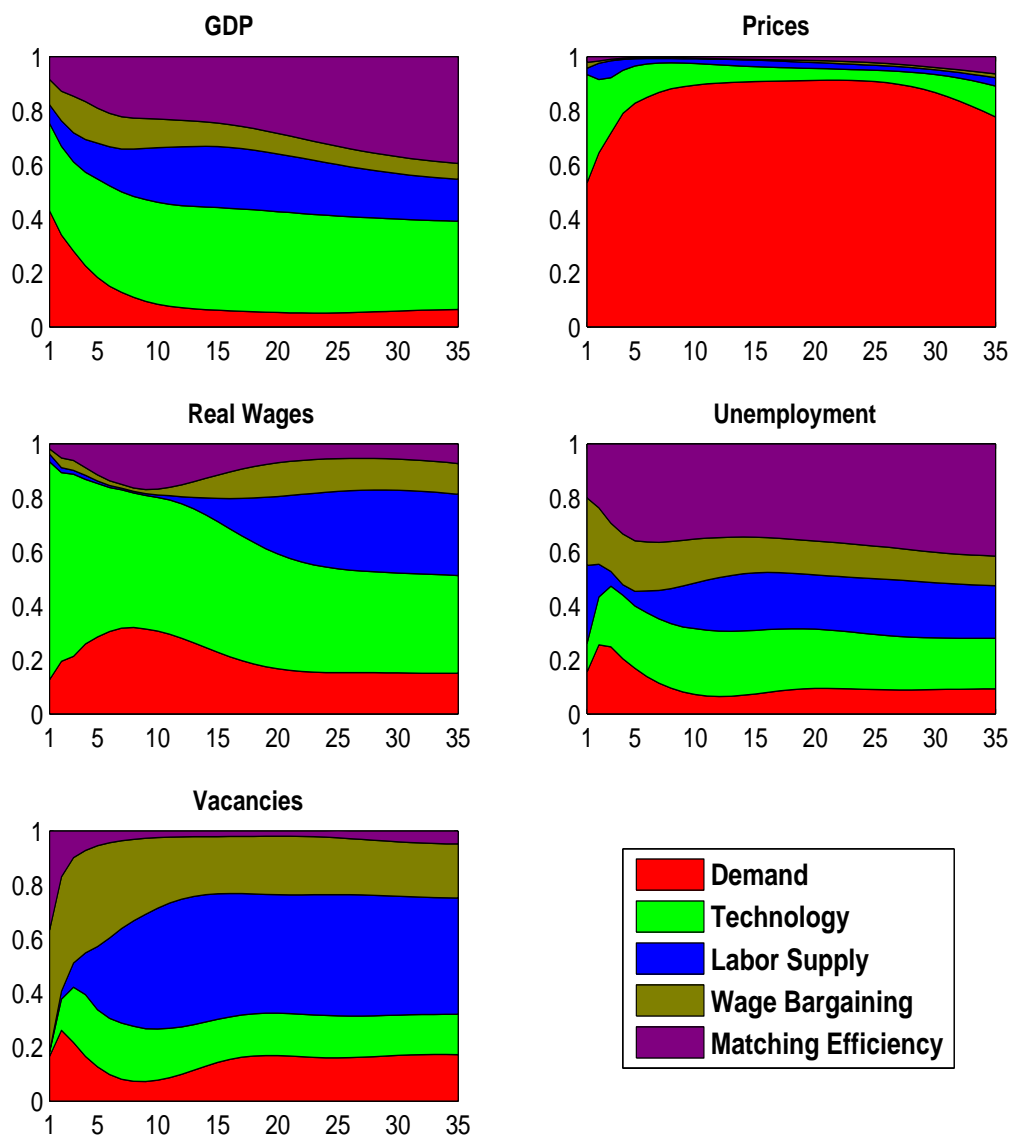 GDP
1
0.8
0.6
0.4
0.2
0
1 5 10 15 20 25 30 35
Prices
1
0.8
0.6
0.4
0.2
0
1 5 10 15 20 25 30 35
Real Wages
1
0.8
0.6
0.4
0.2
0
1 5 10 15 20 25 30 35
Unemployment
1
0.8
0.6
0.4
0.2
0
1 5 10 15 20 25 30 35
Vacancies
1
0.8
0.6
0.4
0.2
0
1 5 10 15 20 25 30 35
Demand
Technology
Labor Supply
Wage Bargaining
Matching Efficiency